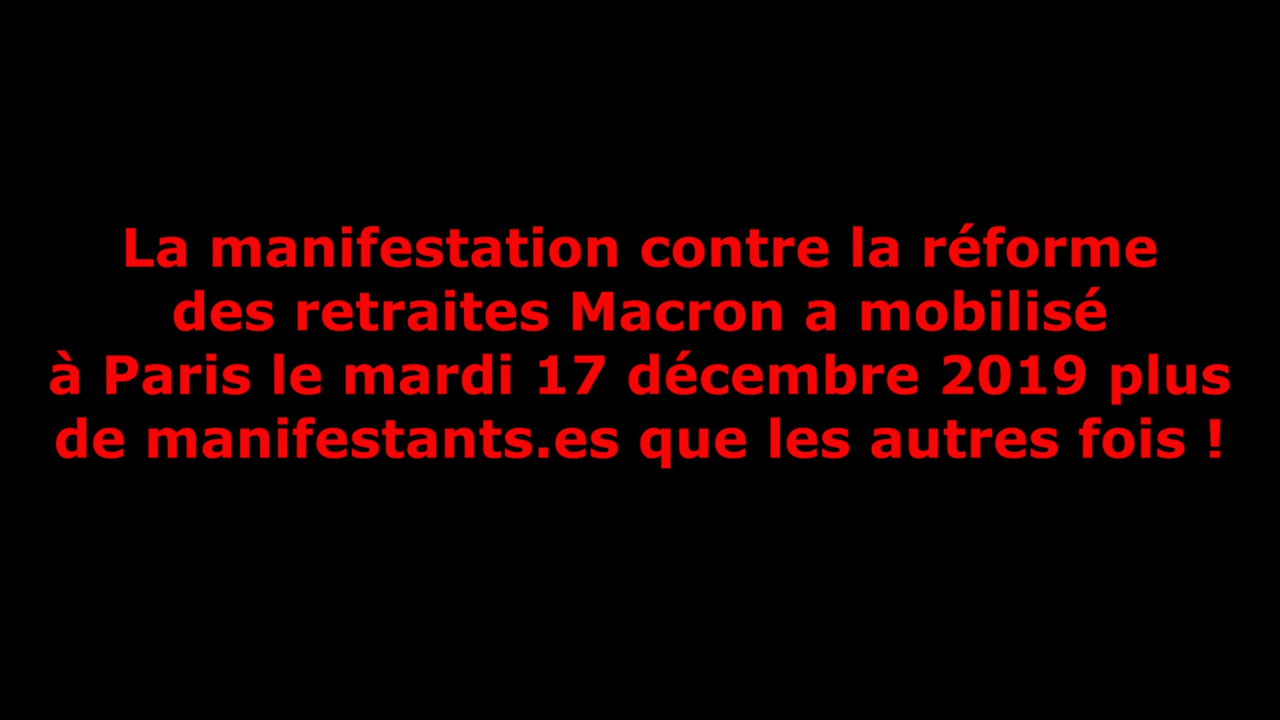 La manifestation contre la réforme
des retraites Macron a mobilisé
à Paris le mardi 17 décembre 2019 plus
de manifestants.es que les autres fois !